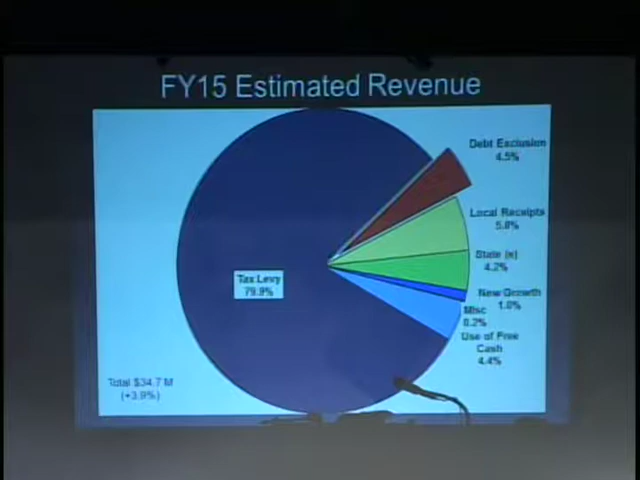 FY15 Estimated Revenue
Debt Exclusion
4.5%
Local Receipts
5.8%
State (s)
4.2%
New Growth
1.0%
Misc
0.2%
Use of Free
Cash
4.4%
Tax Levy
79.9%
Total $34.7 M
(+3.9%)